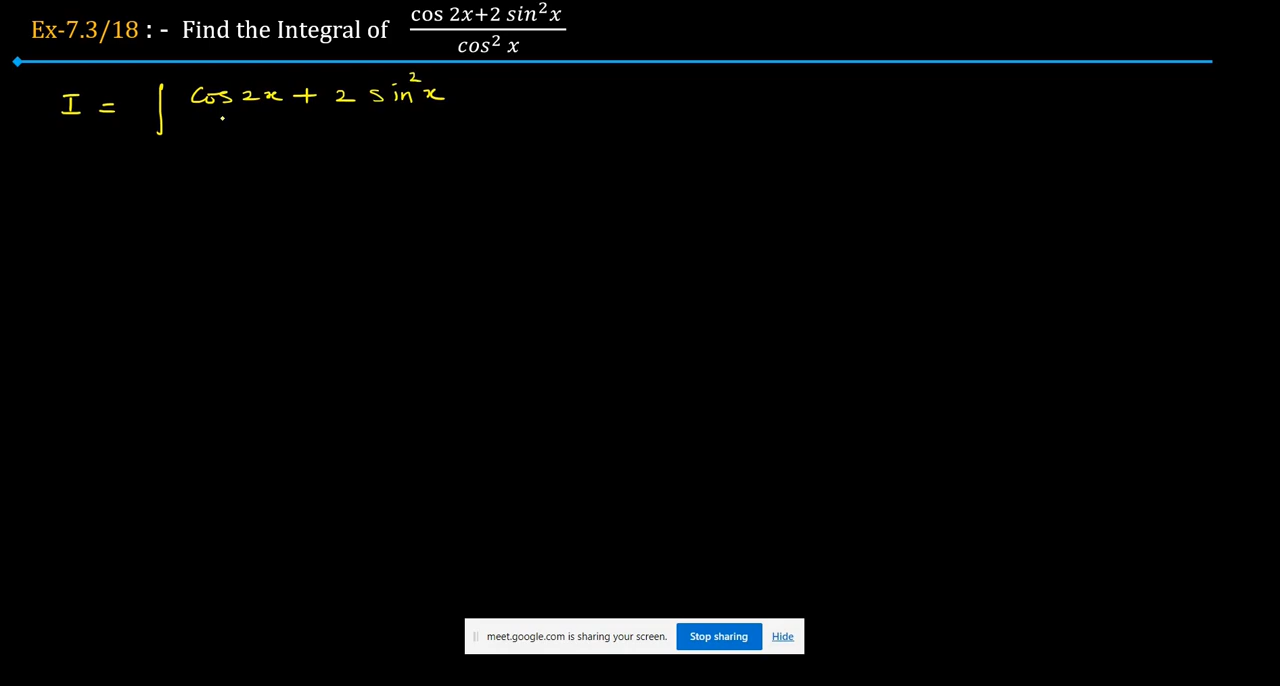 Ex-7.3/18 : - Find the Integral of (cos 2x+2 sin²x)/(cos² x)
I = ∫ cos 2x + 2 sin²x
meet.google.com is sharing your screen. Stop sharing Hide